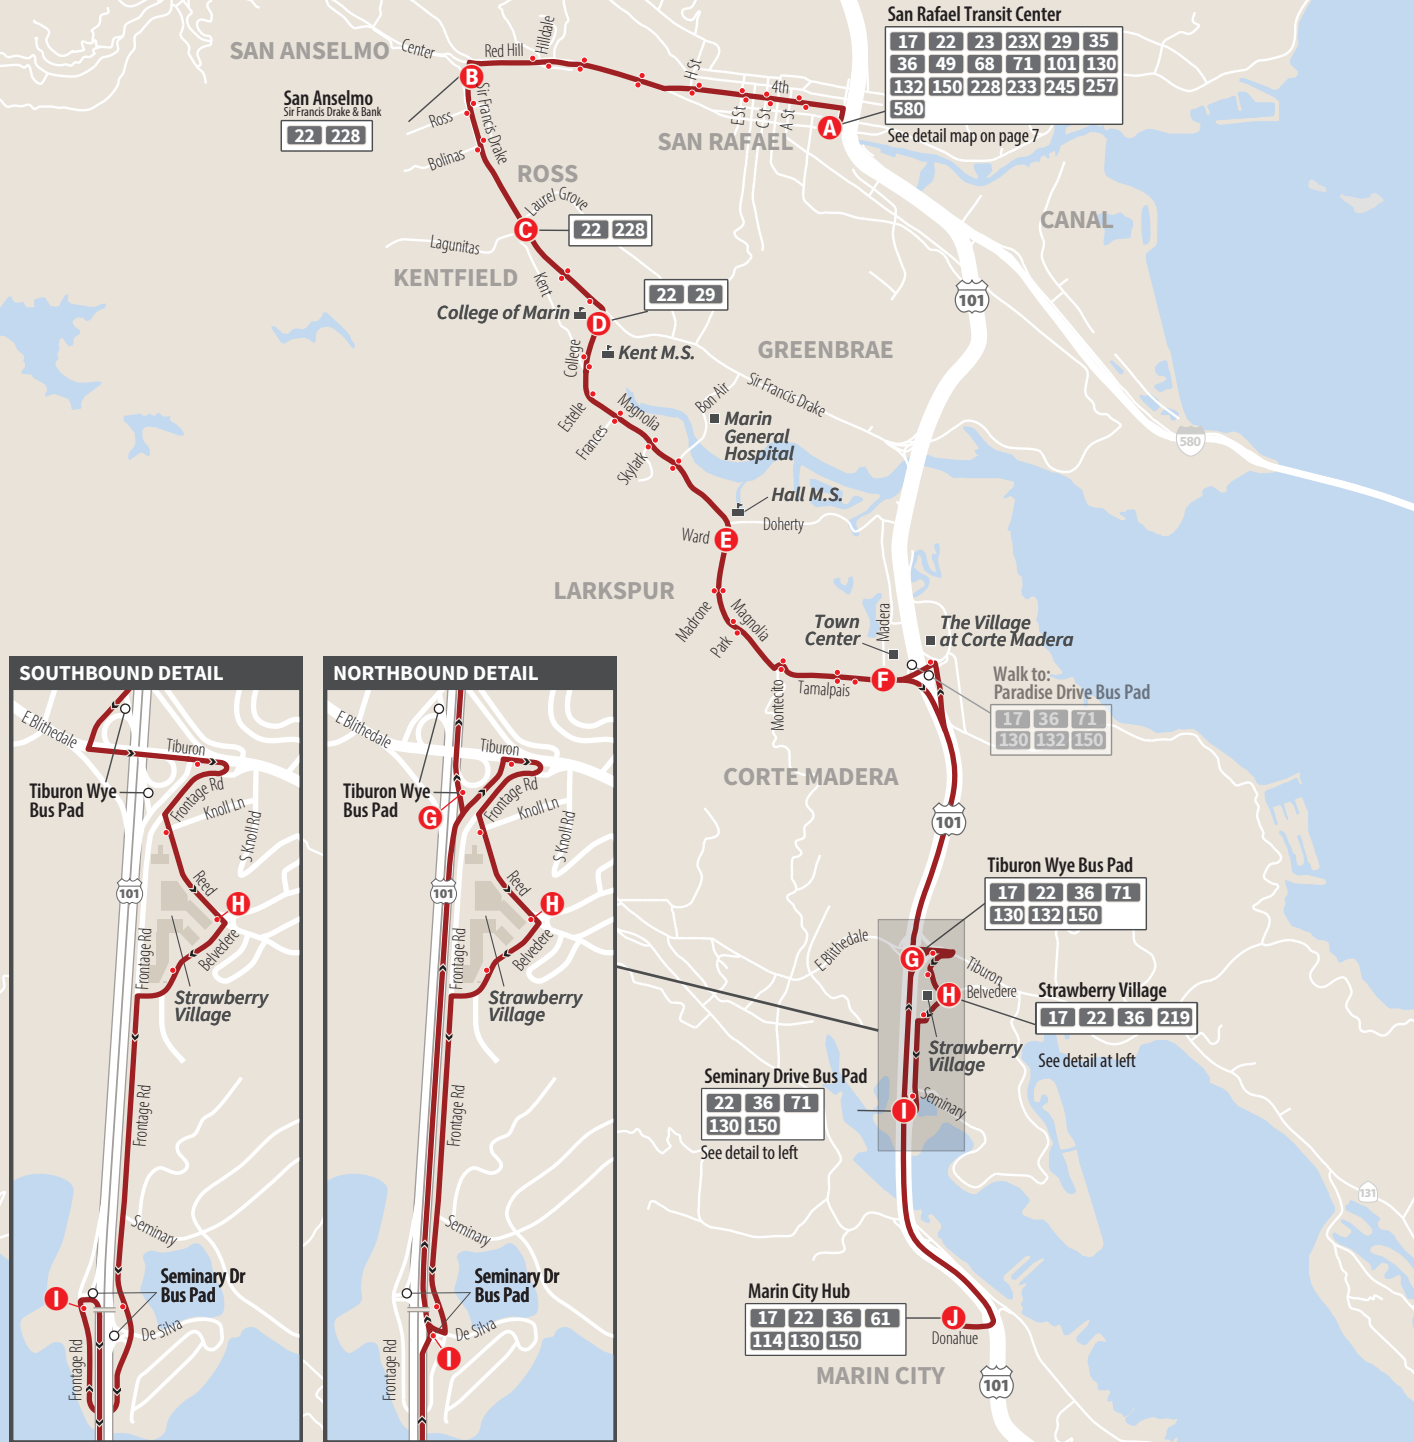 San Rafael Transit Center
17 22 23 23X 29 35
36 49 68 71 101 130
132 150 228 233 245 257
580
See detail map on page 7
SAN ANSELMO
Center
Red Hill
Hilldale
H St
4th
E St
C St
A St
A
B
San Anselmo
Sir Francis Drake & Bank
22 228
Sir Francis Drake
Ross
Bolinas
SAN RAFAEL
ROSS
Laurel Grove
C
22 228
Lagunitas
CANAL
KENTFIELD
Kent
22 29
College of Marin
D
101
Kent M.S.
College
GREENBRAE
Sir Francis Drake
Bon Air
Estelle
Magnolia
Frances
Skylark
Marin
General
Hospital
580
Hall M.S.
Doherty
Ward
E
LARKSPUR
Madrone
Magnolia
Park
Town
Center
Madera
The Village
at Corte Madera
Montecito
Tamalpais
F
Walk to:
Paradise Drive Bus Pad
17 36 71
130 132 150
CORTE MADERA
101
Tiburon Wye Bus Pad
17 22 36 71
130 132 150
E Blithedale
G
Tiburon
H
Belvedere
Strawberry Village
17 22 36 219
See detail at left
Strawberry
Village
Seminary Drive Bus Pad
22 36 71
130 150
See detail to left
I
Seminary
131
Marin City Hub
17 22 36 61
114 130 150
J
Donahue
MARIN CITY
101
SOUTHBOUND DETAIL
E Blithedale
Tiburon
Tiburon Wye
Bus Pad
Frontage Rd
Knoll Ln
S Knoll Rd
101
Reed
H
Frontage Rd
Belvedere
Strawberry
Village
Frontage Rd
Seminary
Seminary Dr
Bus Pad
I
De Silva
Frontage Rd
NORTHBOUND DETAIL
E Blithedale
Tiburon
Tiburon Wye
Bus Pad
G
Frontage Rd
Knoll Ln
S Knoll Rd
101
Reed
H
Frontage Rd
Belvedere
Strawberry
Village
Frontage Rd
Seminary
Seminary Dr
Bus Pad
De Silva
I
Frontage Rd